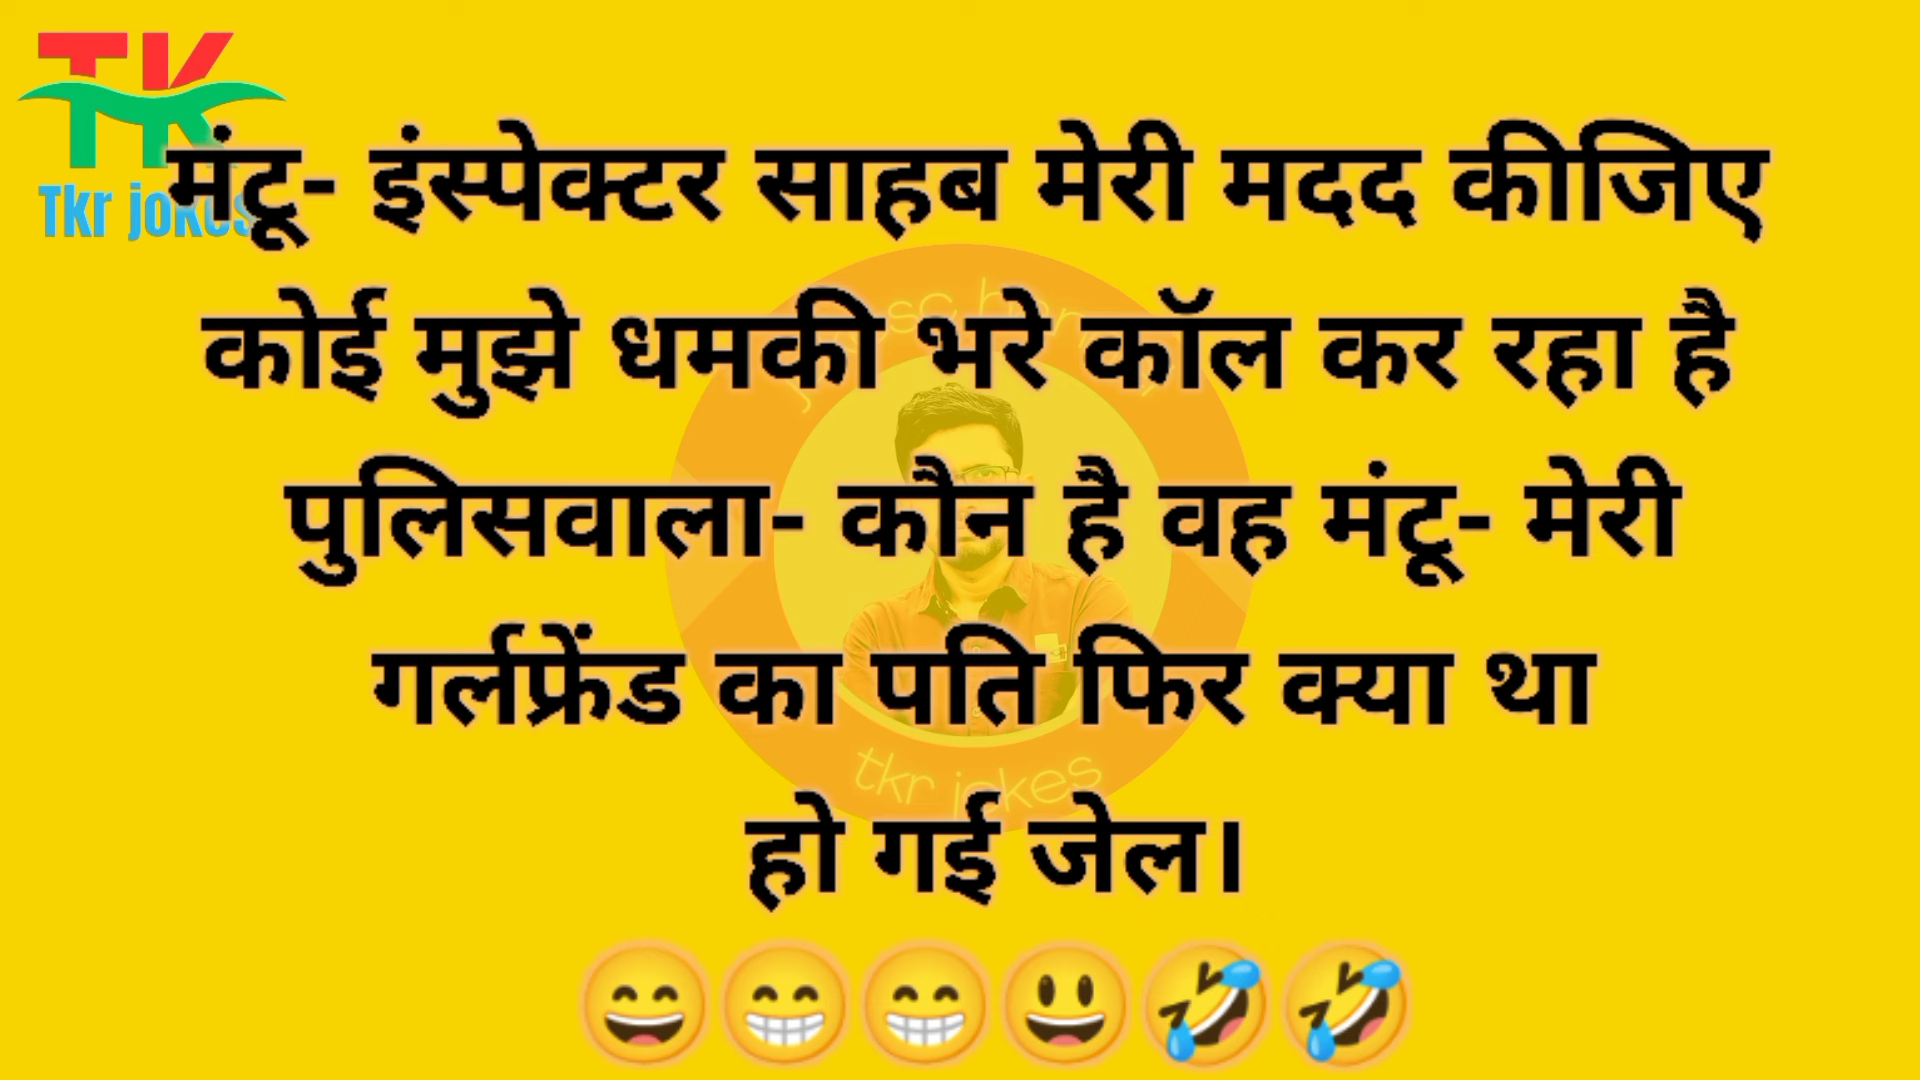 TK
Tkr jokes
मंटू- इंस्पेक्टर साहब मेरी मदद कीजिए
कोई मुझे धमकी भरे कॉल कर रहा है
पुलिसवाला- कौन है वह मंटू- मेरी
गर्लफ्रेंड का पति फिर क्या था
हो गई जेल।
tkr jokes